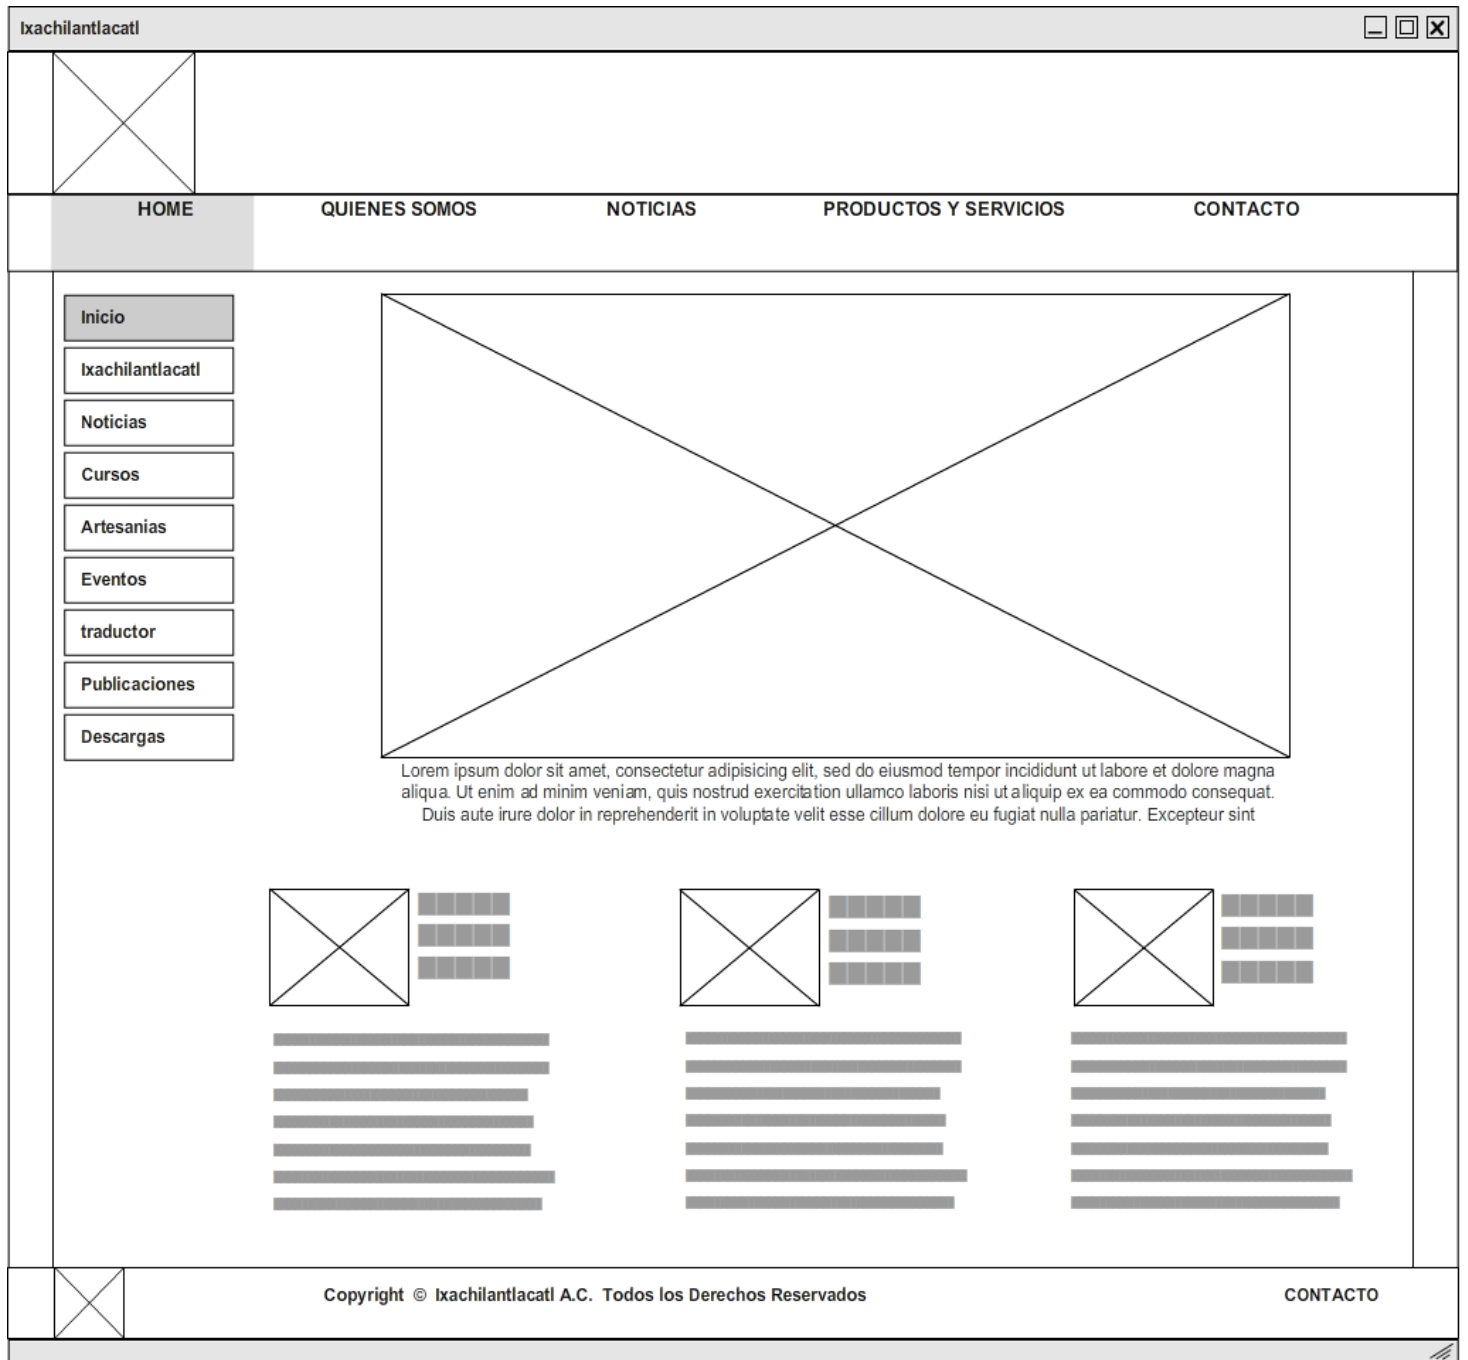 Ixachilantlacatl
HOME QUIENES SOMOS NOTICIAS PRODUCTOS Y SERVICIOS CONTACTO
Inicio
Ixachilantlacatl
Noticias
Cursos
Artesanias
Eventos
traductor
Publicaciones
Descargas
Lorem ipsum dolor sit amet, consectetur adipisicing elit, sed do eiusmod tempor incididunt ut labore et dolore magna
aliqua. Ut enim ad minim veniam, quis nostrud exercitation ullamco laboris nisi ut aliquip ex ea commodo consequat.
Duis aute irure dolor in reprehenderit in voluptate velit esse cillum dolore eu fugiat nulla pariatur. Excepteur sint
Copyright © Ixachilantlacatl A.C. Todos los Derechos Reservados CONTACTO